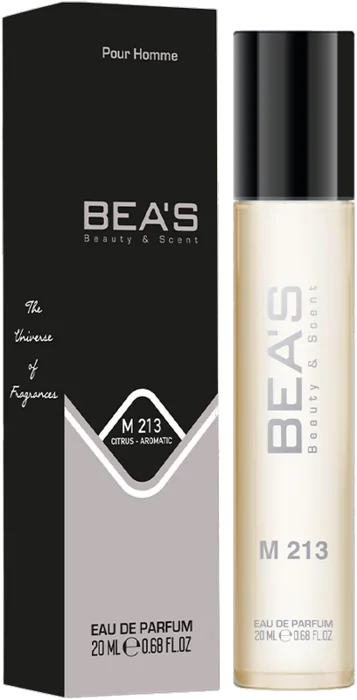 Pour Homme
BEA'S
Beauty & Scent
The
Universe
of
Fragrances
M 213
CITRUS - AROMATIC
EAU DE PARFUM
20 ML ℮ 0.68 FL.OZ
BEA'S
Beauty & Scent
M 213
EAU DE PARFUM
20 ML ℮ 0.68 FL.OZ